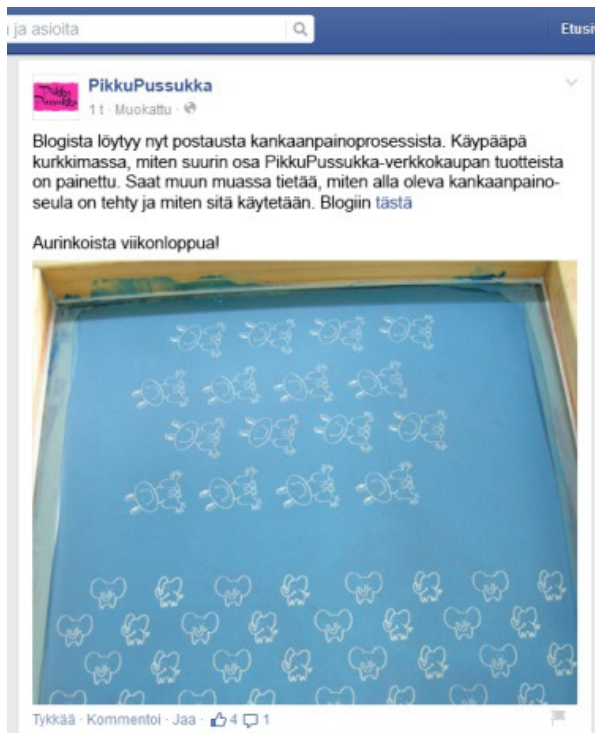 ja asioita
Etusi
PikkuPussukka
Pikku
Pussukka
1 t · Muokattu ·
Blogista löytyy nyt postausta kankaanpainoprosessista. Käypääpä
kurkkimassa, miten suurin osa PikkuPussukka-verkkokaupan tuotteista
on painettu. Saat muun muassa tietää, miten alla oleva kankaanpaino-
seula on tehty ja miten sitä käytetään. Blogiin tästä
Aurinkoista viikonloppua!
Tykkää · Kommentoi · Jaa · 4 1